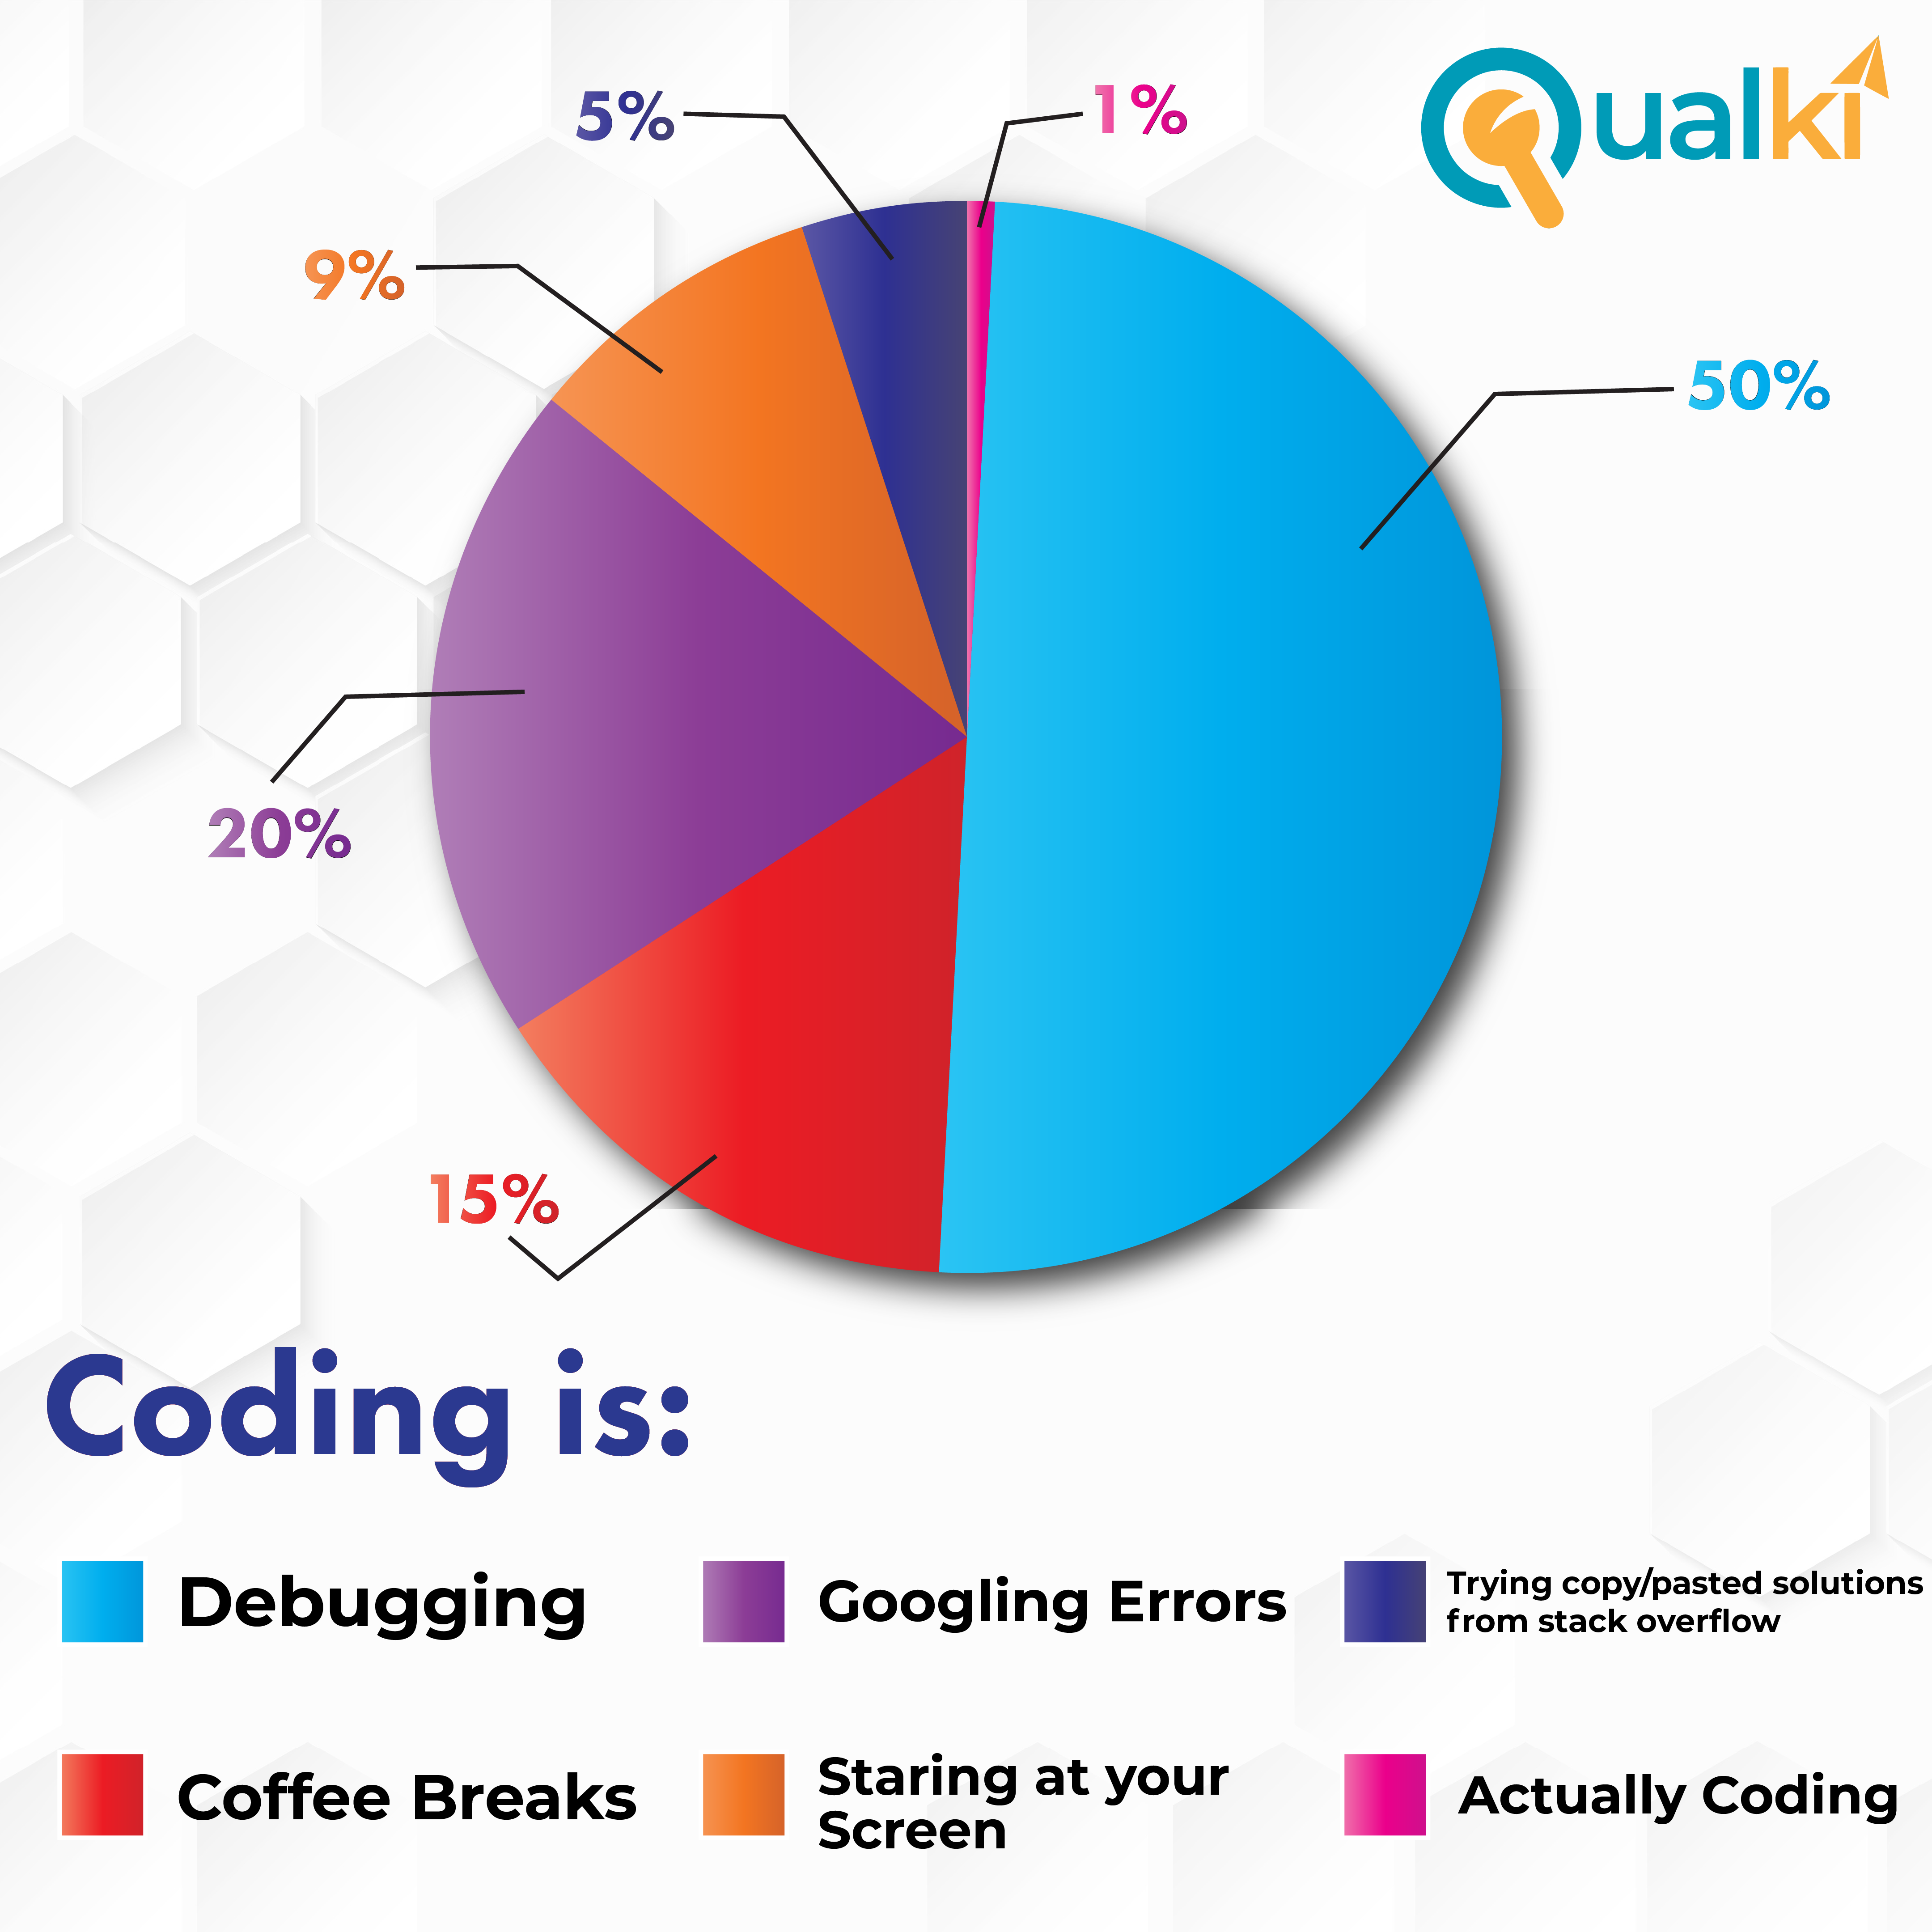 Qualki
5%
1%
9%
50%
20%
15%
Coding is:
Debugging
Googling Errors
Trying copy/pasted solutions
from stack overflow
Coffee Breaks
Staring at your
Screen
Actually Coding